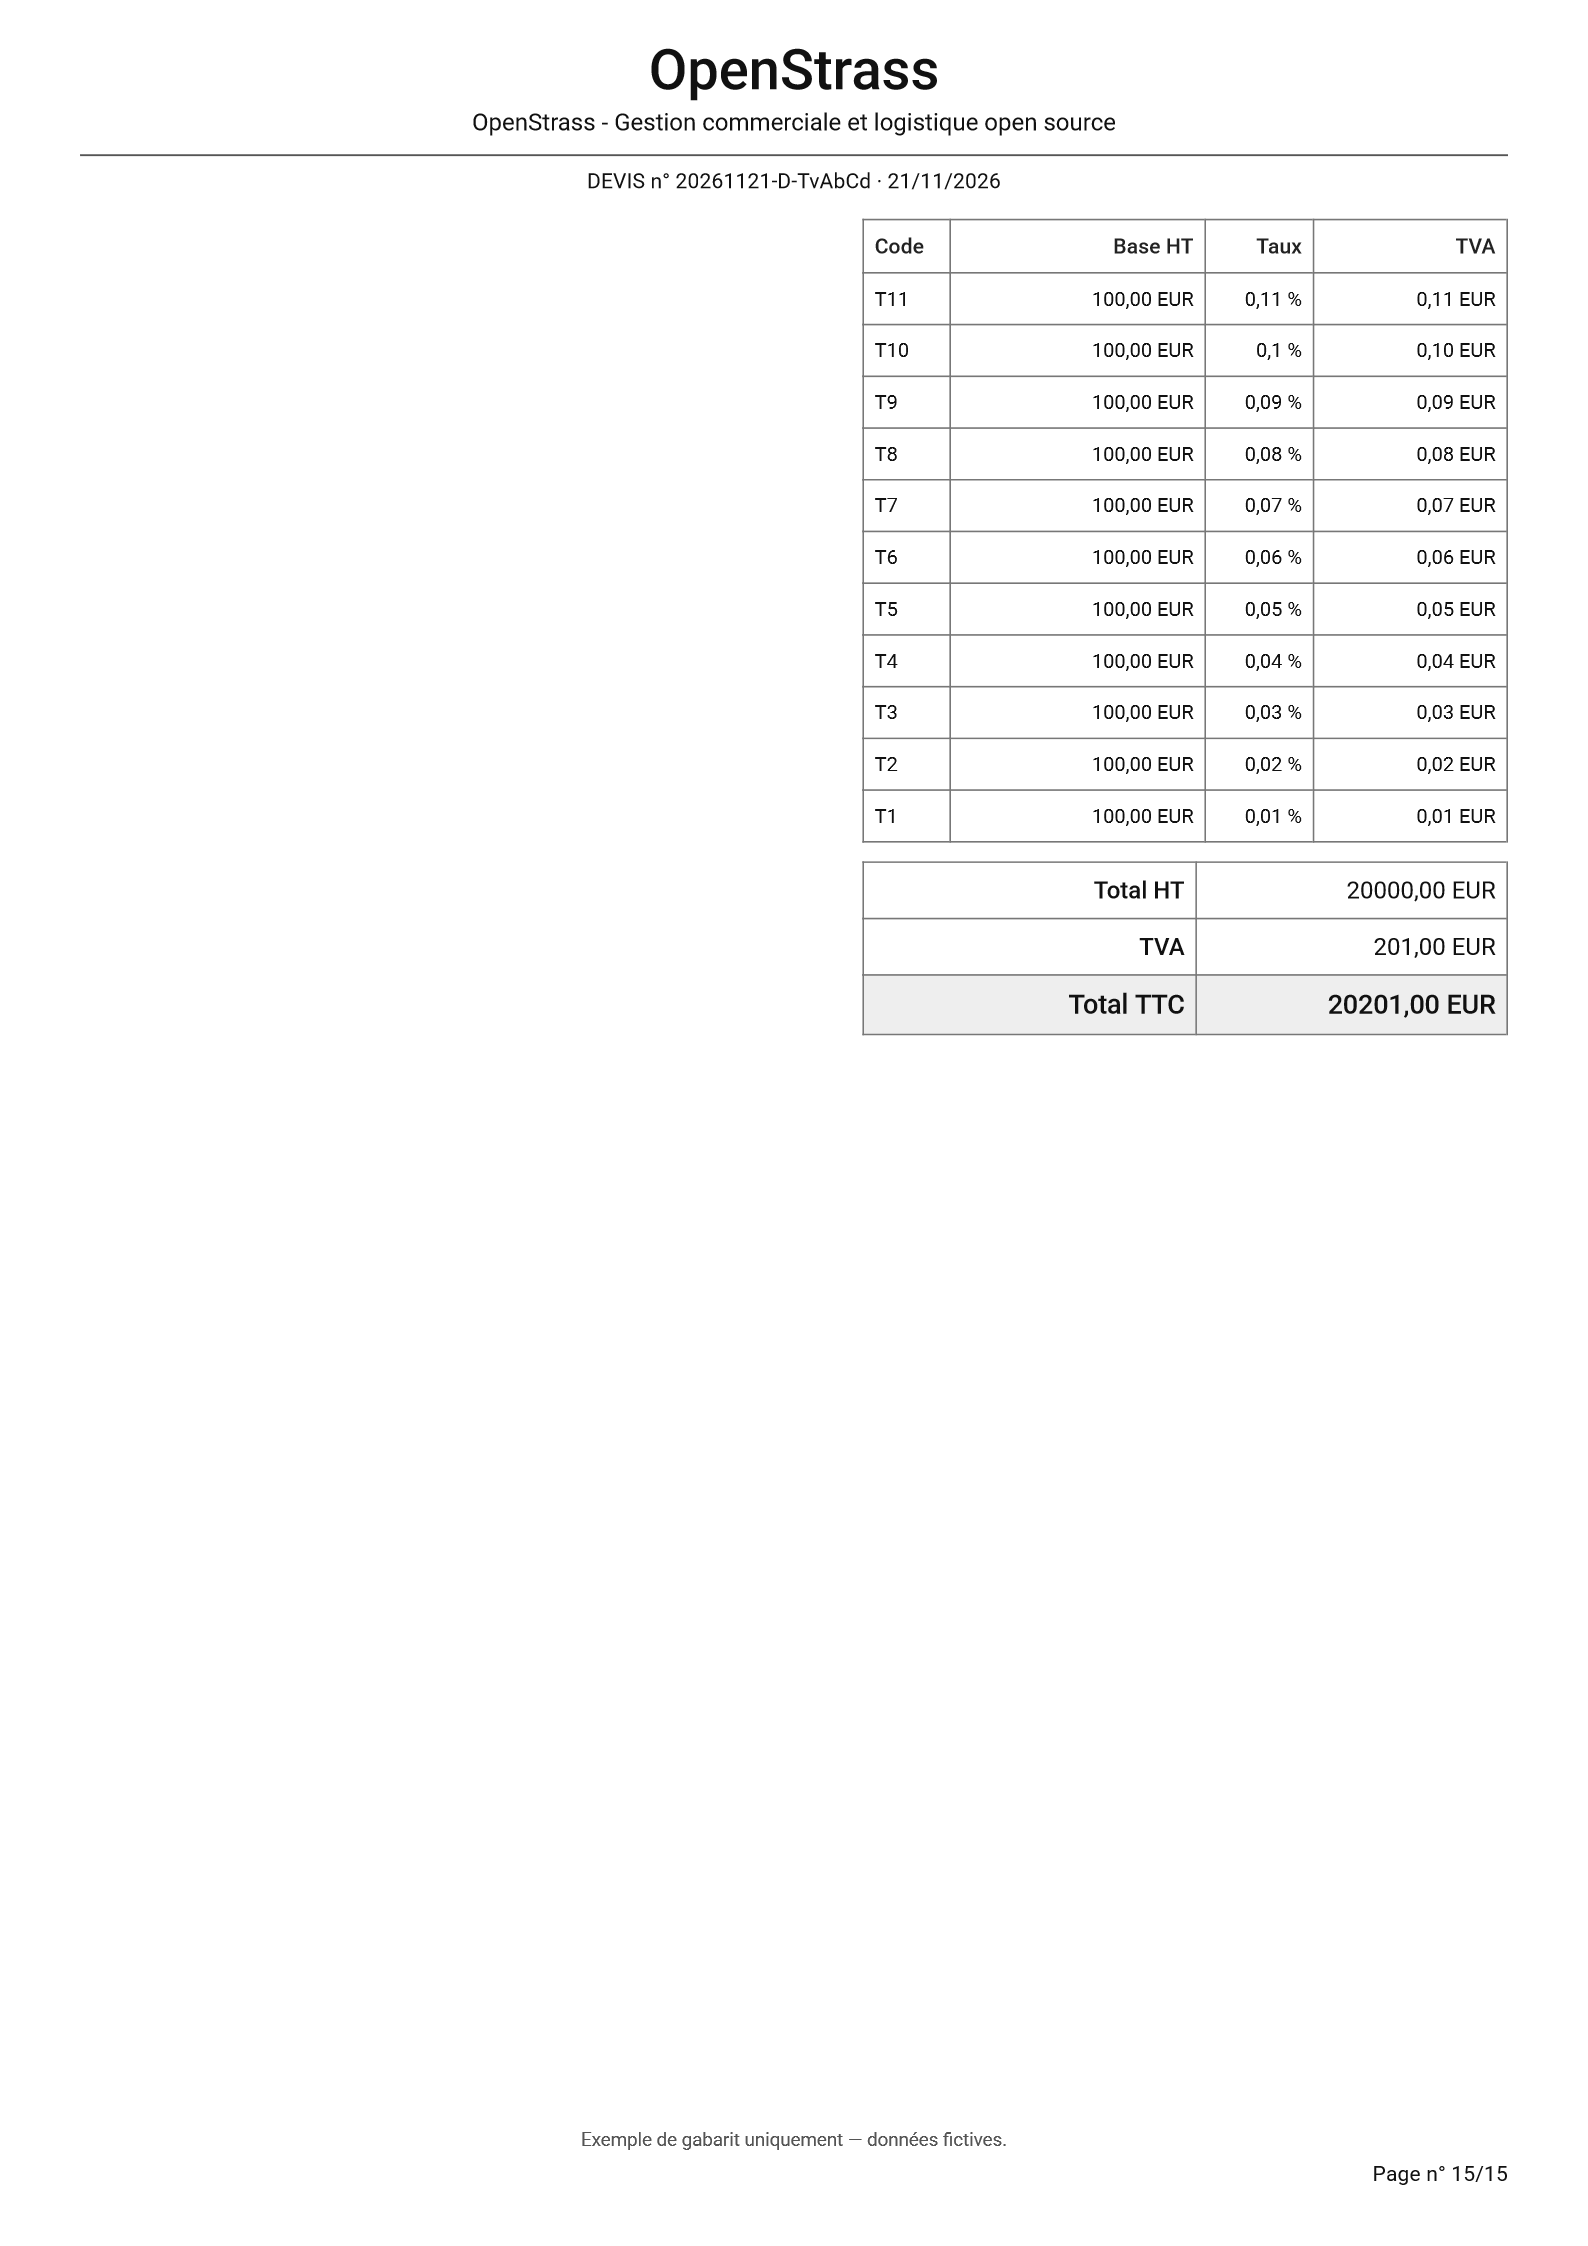 OpenStrass
OpenStrass - Gestion commerciale et logistique open source
DEVIS n° 20261121-D-TvAbCd · 21/11/2026
Code Base HT Taux TVA
T11 100,00 EUR 0,11 % 0,11 EUR
T10 100,00 EUR 0,1 % 0,10 EUR
T9 100,00 EUR 0,09 % 0,09 EUR
T8 100,00 EUR 0,08 % 0,08 EUR
T7 100,00 EUR 0,07 % 0,07 EUR
T6 100,00 EUR 0,06 % 0,06 EUR
T5 100,00 EUR 0,05 % 0,05 EUR
T4 100,00 EUR 0,04 % 0,04 EUR
T3 100,00 EUR 0,03 % 0,03 EUR
T2 100,00 EUR 0,02 % 0,02 EUR
T1 100,00 EUR 0,01 % 0,01 EUR
Total HT 20000,00 EUR
TVA 201,00 EUR
Total TTC 20201,00 EUR
Exemple de gabarit uniquement — données fictives.
Page n° 15/15